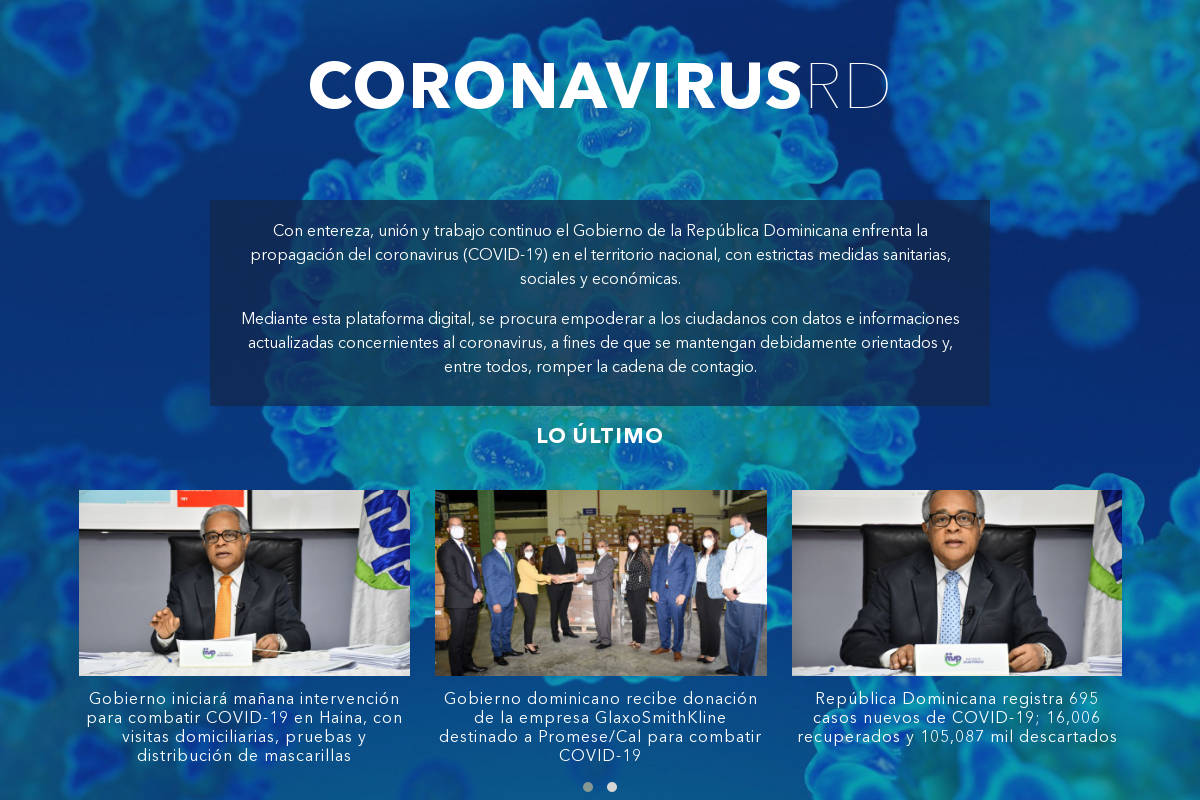 CORONAVIRUSRD
Con entereza, unión y trabajo continuo el Gobierno de la República Dominicana enfrenta la
propagación del coronavirus (COVID-19) en el territorio nacional, con estrictas medidas sanitarias,
sociales y económicas.
Mediante esta plataforma digital, se procura empoderar a los ciudadanos con datos e informaciones
actualizadas concernientes al coronavirus, a fines de que se mantengan debidamente orientados y,
entre todos, romper la cadena de contagio.
LO ÚLTIMO
Gobierno iniciará mañana intervención
para combatir COVID-19 en Haina, con
visitas domiciliarias, pruebas y
distribución de mascarillas
Gobierno dominicano recibe donación
de la empresa GlaxoSmithKline
destinado a Promese/Cal para combatir
COVID-19
República Dominicana registra 695
casos nuevos de COVID-19; 16,006
recuperados y 105,087 mil descartados